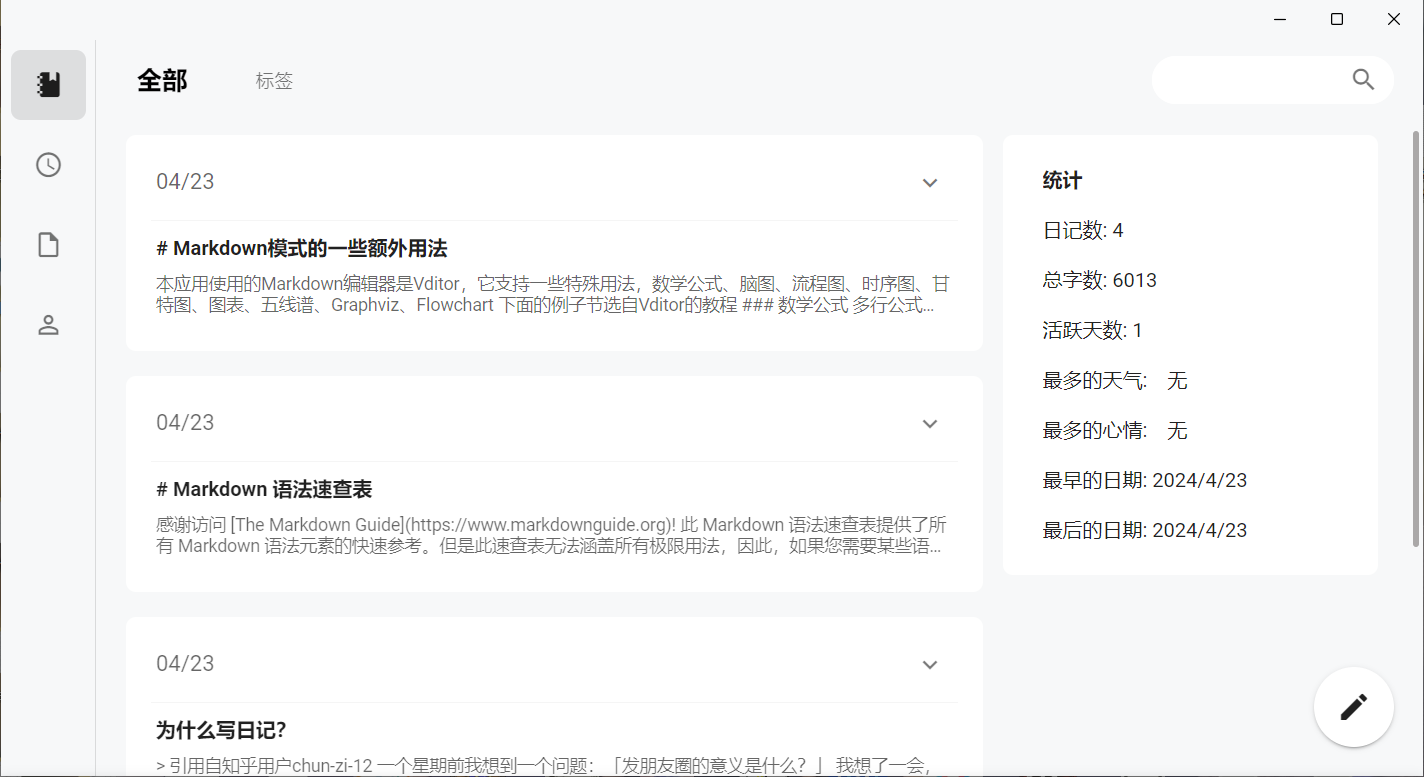 全部
标签
04/23
# Markdown模式的一些额外用法
本应用使用的Markdown编辑器是Vditor，它支持一些特殊用法，数学公式、脑图、流程图、时序图、甘
特图、图表、五线谱、Graphviz、Flowchart 下面的例子节选自Vditor的教程 ### 数学公式 多行公式...
04/23
# Markdown 语法速查表
感谢访问 [The Markdown Guide](https://www.markdownguide.org)! 此 Markdown 语法速查表提供了所
有 Markdown 语法元素的快速参考。但是此速查表无法涵盖所有极限用法，因此，如果您需要某些语...
04/23
为什么写日记？
> 引用自知乎用户chun-zi-12 一个星期前我想到一个问题：「发朋友圈的意义是什么？」 我想了一会，
统计
日记数: 4
总字数: 6013
活跃天数: 1
最多的天气: 无
最多的心情: 无
最早的日期: 2024/4/23
最后的日期: 2024/4/23